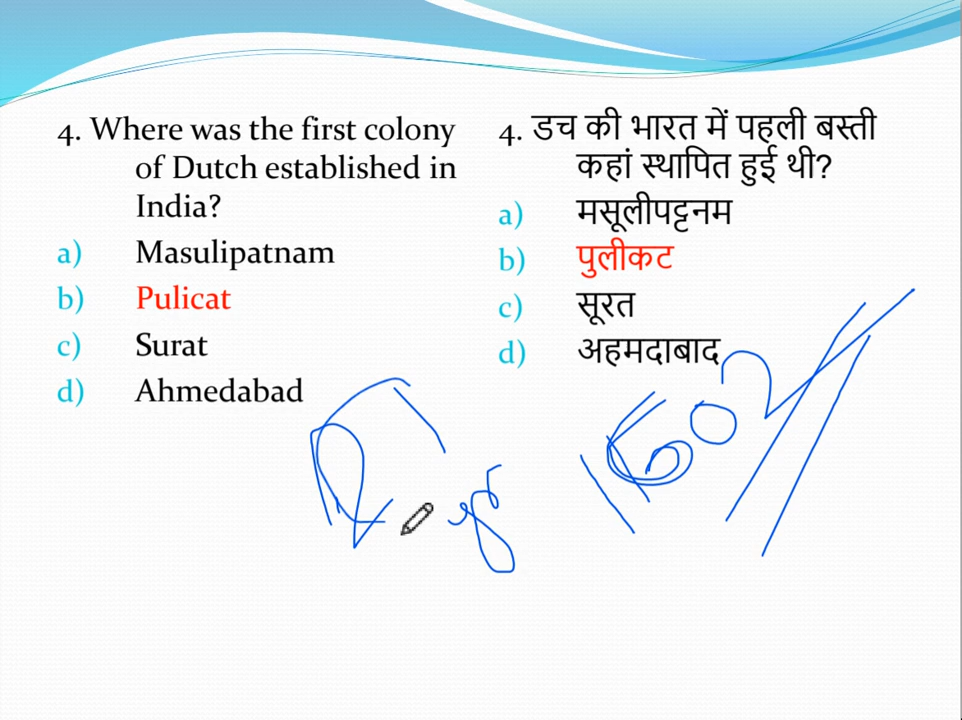 4. Where was the first colony
of Dutch established in
India?
a) Masulipatnam
b) Pulicat
c) Surat
d) Ahmedabad
4. डच की भारत में पहली बस्ती
कहां स्थापित हुई थी?
a) मसूलीपट्टनम
b) पुलीकट
c) सूरत
d) अहमदाबाद
1602